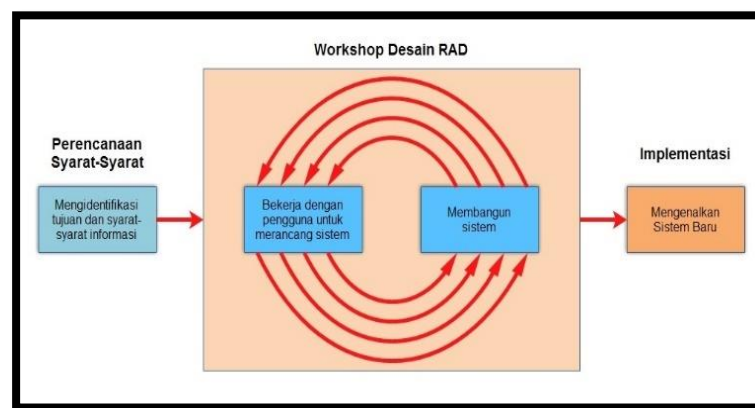 Workshop Desain RAD
Perencanaan
Syarat-Syarat
Mengidentifikasi
tujuan dan syarat-
syarat informasi
Bekerja dengan
pengguna untuk
merancang sistem
Membangun
sistem
Implementasi
Mengenalkan
Sistem Baru